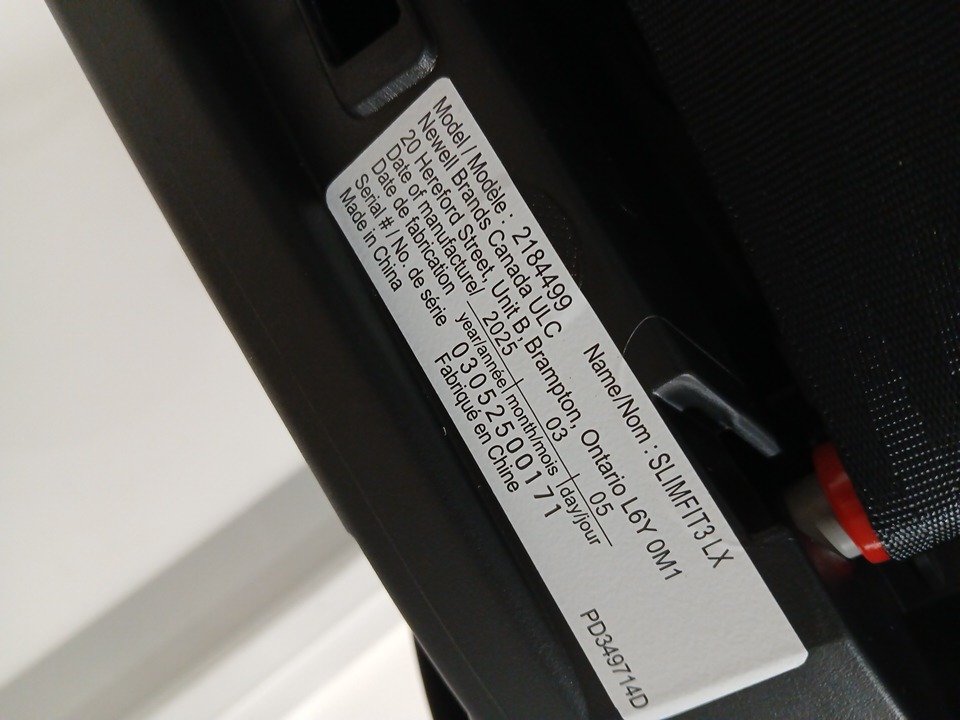 Model / Modèle : 2184499 Name/Nom : SLIMFIT3 LX
Newell Brands Canada ULC
20 Hereford Street, Unit B, Brampton, Ontario L6Y 0M1
Date of manufacture/ 2025 03 05
Date de fabrication year/année month/mois day/jour
Serial # / No. de série 03052500171
Made in China Fabriqué en Chine
PD349714D